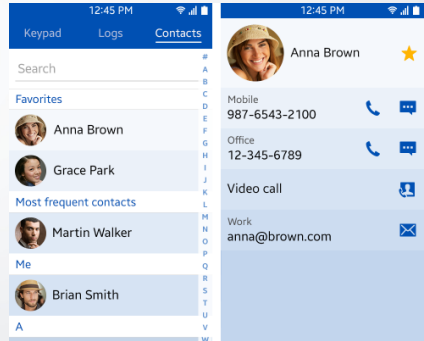 12:45 PM
Keypad Logs Contacts
Search
Favorites
Anna Brown
Grace Park
Most frequent contacts
Martin Walker
Me
Brian Smith
A
#
A
B
C
D
E
F
G
H
I
J
K
L
M
N
O
P
Q
R
S
T
U
V
W
12:45 PM
Anna Brown
Mobile
987-6543-2100
Office
12-345-6789
Video call
Work
anna@brown.com